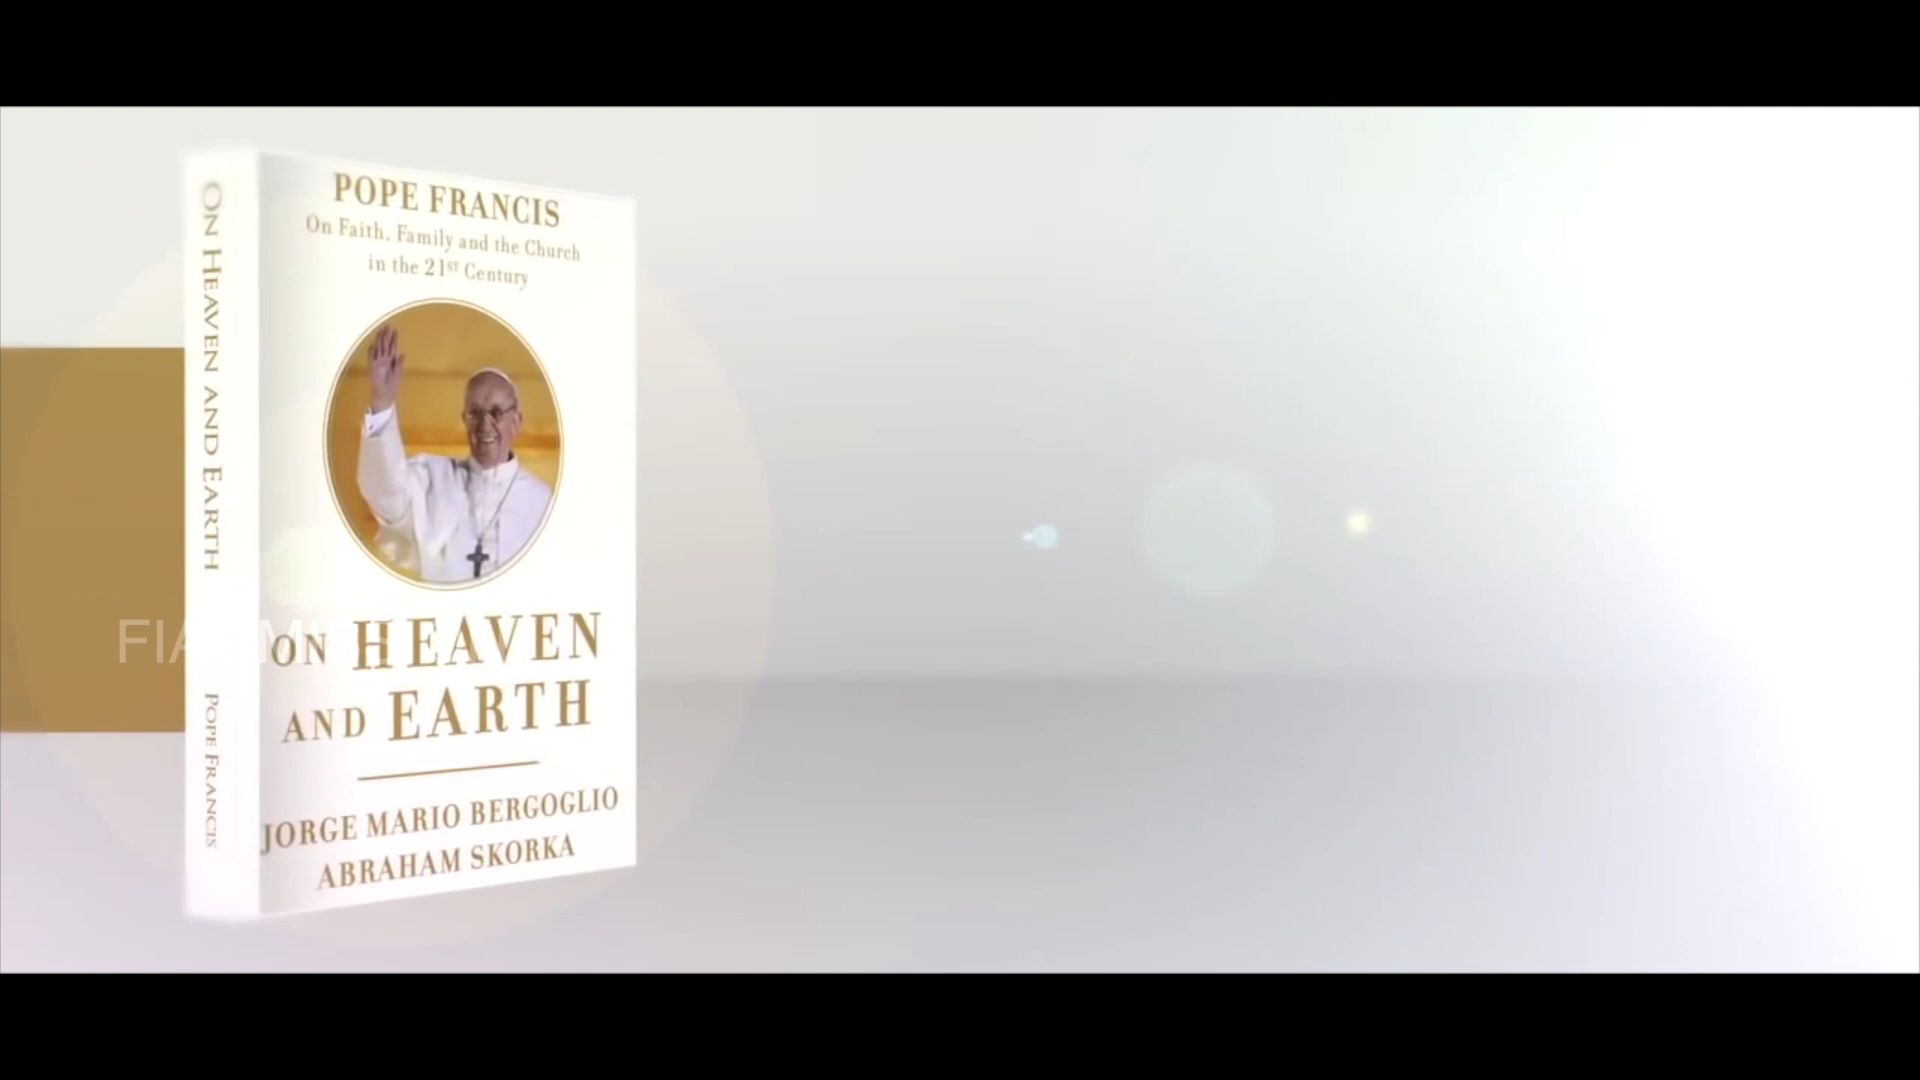 ON HEAVEN AND EARTH
POPE FRANCIS
POPE FRANCIS
On Faith, Family and the Church
in the 21ST Century
ON HEAVEN
AND EARTH
JORGE MARIO BERGOGLIO
ABRAHAM SKORKA